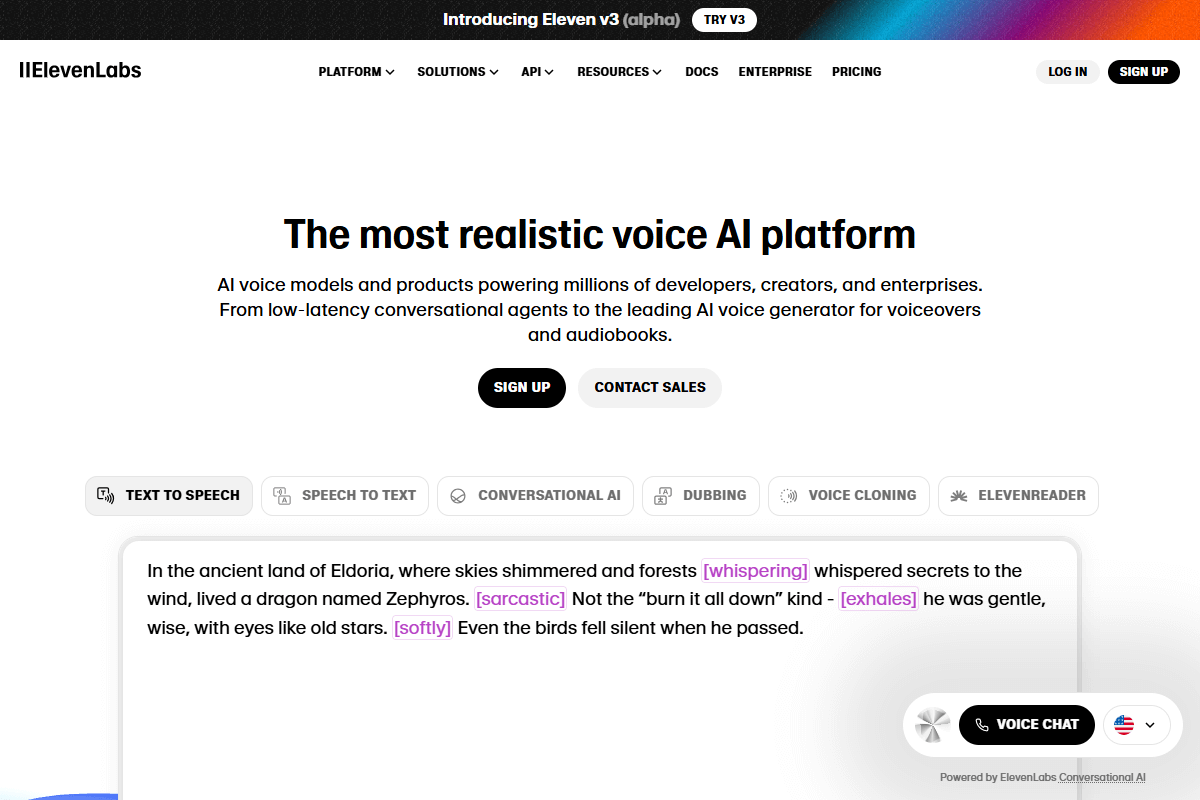 Introducing Eleven v3 (alpha) TRY V3
IIElevenLabs PLATFORM SOLUTIONS API RESOURCES DOCS ENTERPRISE PRICING LOG IN SIGN UP
The most realistic voice AI platform
AI voice models and products powering millions of developers, creators, and enterprises.
From low-latency conversational agents to the leading AI voice generator for voiceovers
and audiobooks.
SIGN UP CONTACT SALES
TEXT TO SPEECH SPEECH TO TEXT CONVERSATIONAL AI DUBBING VOICE CLONING ELEVENREADER
In the ancient land of Eldoria, where skies shimmered and forests [whispering] whispered secrets to the
wind, lived a dragon named Zephyros. [sarcastic] Not the “burn it all down” kind - [exhales] he was gentle,
wise, with eyes like old stars. [softly] Even the birds fell silent when he passed.
VOICE CHAT
Powered by ElevenLabs Conversational AI